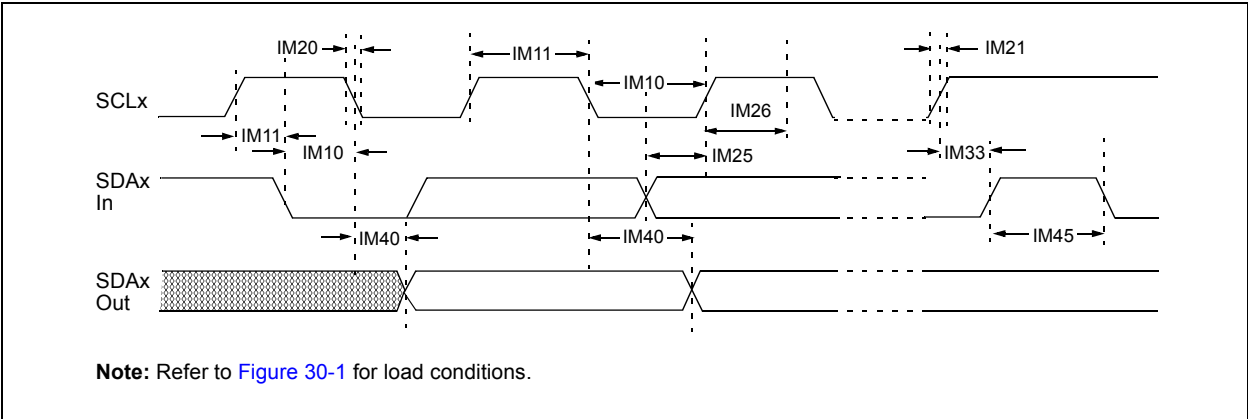 IM20
IM11
IM21
IM10
SCLx
IM26
IM11
IM10
IM25
IM33
SDAx
In
IM40
IM40
IM45
SDAx
Out
Note: Refer to Figure 30-1 for load conditions.